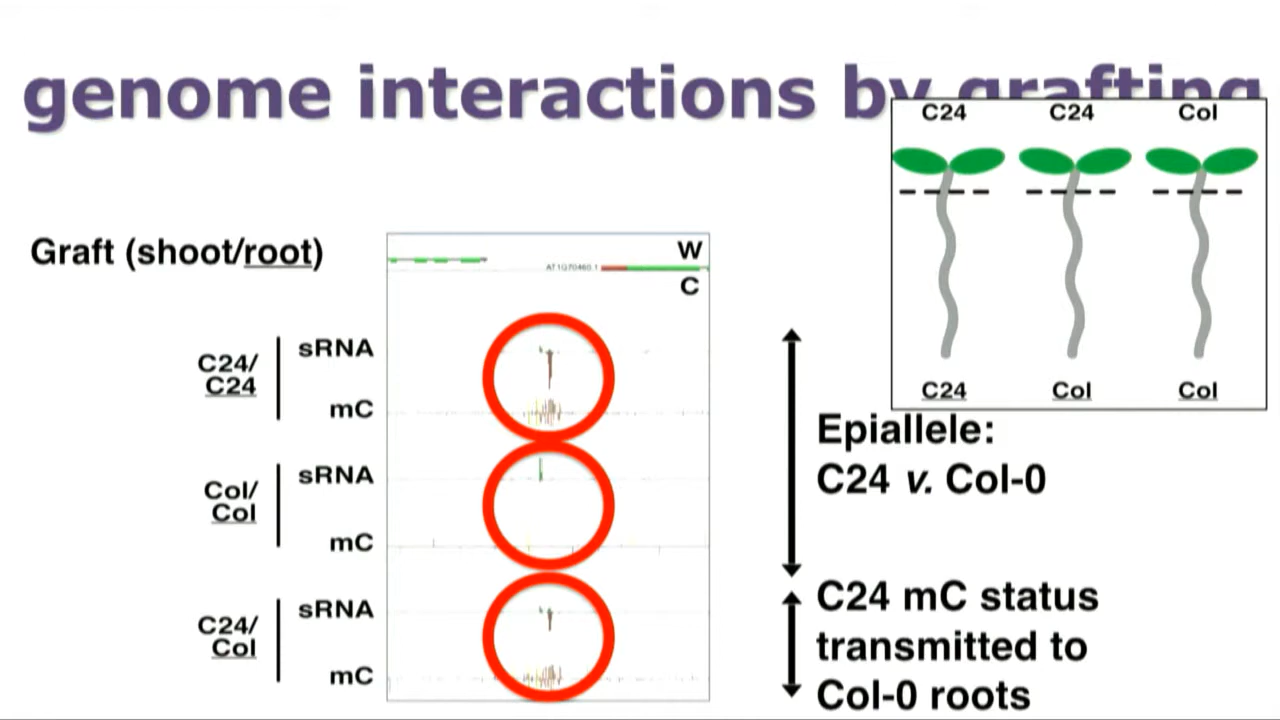 genome interactions by grafting
C24 C24 Col
C24 Col Col
Graft (shoot/root)
W
AT1G70460.1
C
C24/
C24
sRNA
mC
Col/
Col
sRNA
mC
C24/
Col
sRNA
mC
Epiallele:
C24 v. Col-0
C24 mC status
transmitted to
Col-0 roots